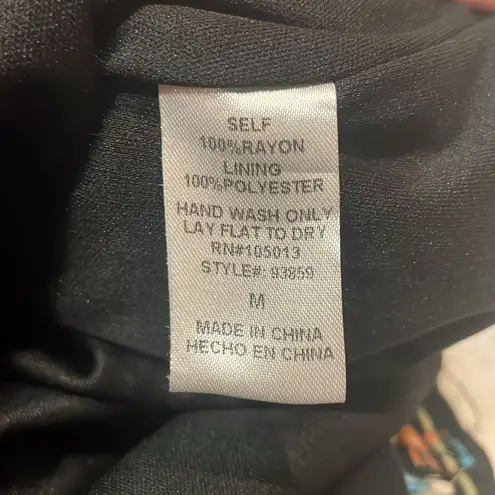 SELF
100%RAYON
LINING
100%POLYESTER
HAND WASH ONLY
LAY FLAT TO DRY
RN#105013
STYLE#: 93859
M
MADE IN CHINA
HECHO EN CHINA